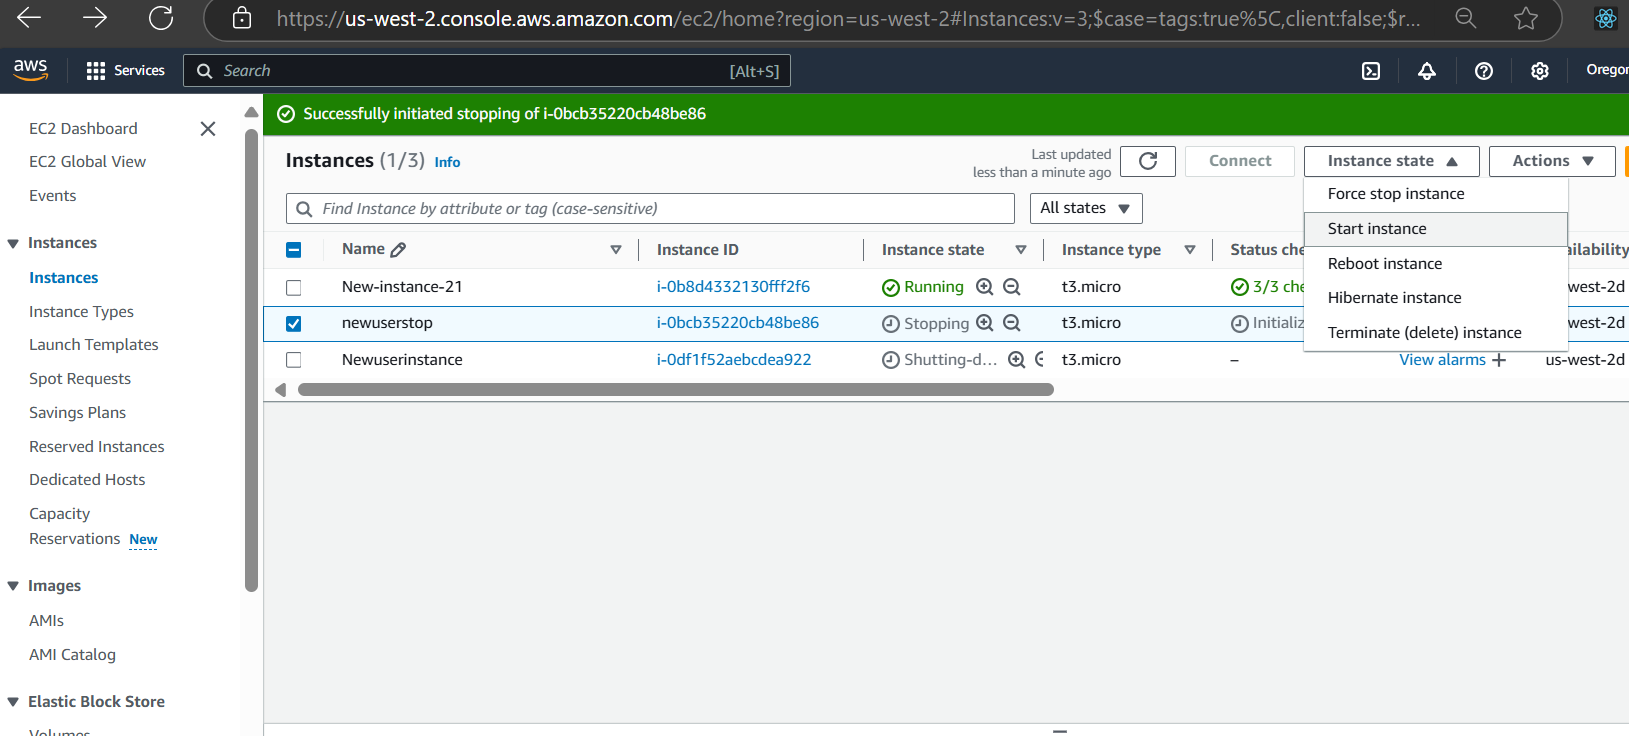 https://us-west-2.console.aws.amazon.com/ec2/home?region=us-west-2#Instances:v=3;$case=tags:true%5C,client:false;$r...
aws
Services
Search
[Alt+S]
Oregon
EC2 Dashboard
EC2 Global View
Events
Instances
Instances
Instance Types
Launch Templates
Spot Requests
Savings Plans
Reserved Instances
Dedicated Hosts
Capacity
Reservations New
Images
AMIs
AMI Catalog
Elastic Block Store
Volumes
Successfully initiated stopping of i-0bcb35220cb48be86
Instances (1/3) Info
Last updated
less than a minute ago
Connect
Instance state
Actions
Force stop instance
Start instance
Reboot instance
Hibernate instance
Terminate (delete) instance
Find Instance by attribute or tag (case-sensitive)
All states
Name Instance ID Instance state Instance type Status che ailability
New-instance-21 i-0b8d4332130fff2f6 Running t3.micro 3/3 che west-2d
newuserstop i-0bcb35220cb48be86 Stopping t3.micro Initializ west-2d
Newuserinstance i-0df1f52aebcdea922 Shutting-d... t3.micro – View alarms + us-west-2d